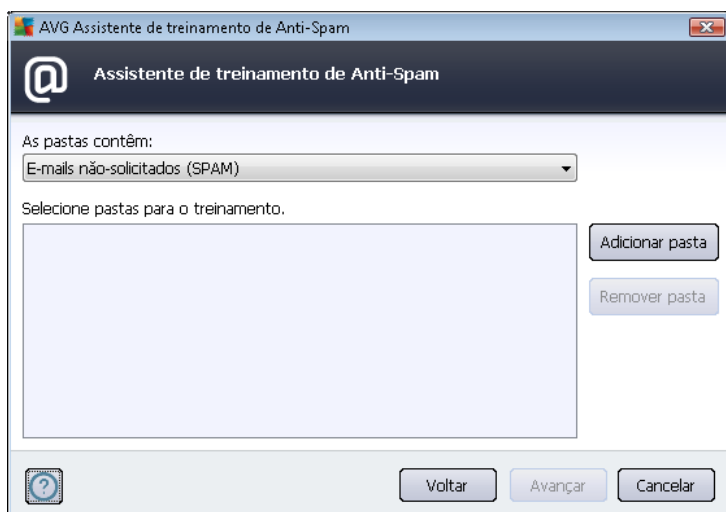 AVG Assistente de treinamento de Anti-Spam
Assistente de treinamento de Anti-Spam
As pastas contêm:
E-mails não-solicitados (SPAM)
Selecione pastas para o treinamento.
Adicionar pasta
Remover pasta
Voltar
Avançar
Cancelar